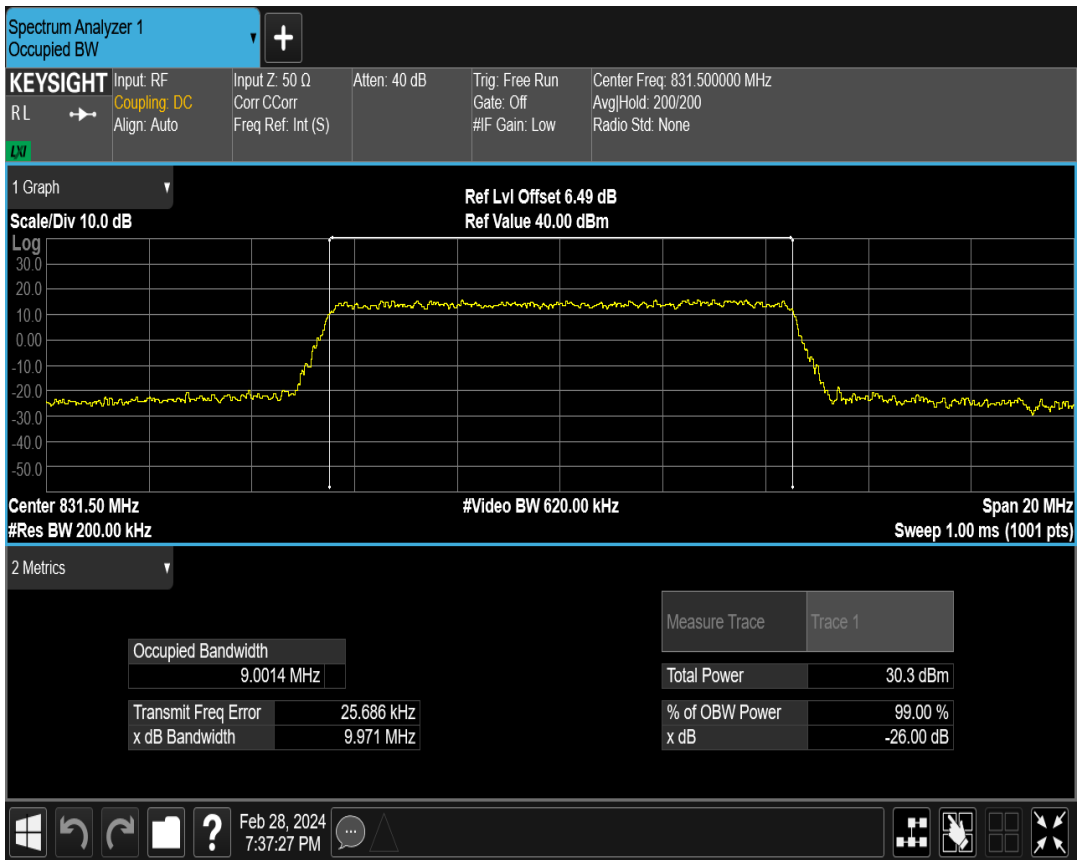 Spectrum Analyzer 1
Occupied BW
KEYSIGHT
R L
LXI
Input: RF
Coupling: DC
Align: Auto
Input Z: 50 Ω
Corr CCorr
Freq Ref: Int (S)
Atten: 40 dB
Trig: Free Run
Gate: Off
#IF Gain: Low
Center Freq: 831.500000 MHz
Avg|Hold: 200/200
Radio Std: None
1 Graph
Scale/Div 10.0 dB
Ref Lvl Offset 6.49 dB
Ref Value 40.00 dBm
Log
30.0
20.0
10.0
0.00
-10.0
-20.0
-30.0
-40.0
-50.0
Center 831.50 MHz
#Res BW 200.00 kHz
#Video BW 620.00 kHz
Span 20 MHz
Sweep 1.00 ms (1001 pts)
2 Metrics
Occupied Bandwidth
9.0014 MHz
Transmit Freq Error 25.686 kHz
x dB Bandwidth 9.971 MHz
Measure Trace Trace 1
Total Power 30.3 dBm
% of OBW Power 99.00 %
x dB -26.00 dB
?
Feb 28, 2024
7:37:27 PM